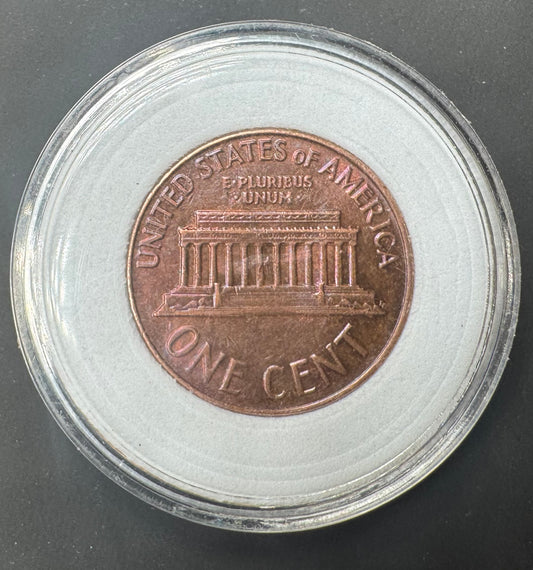 UNITED STATES OF AMERICA
E·PLURIBUS
·UNUM·
ONE CENT